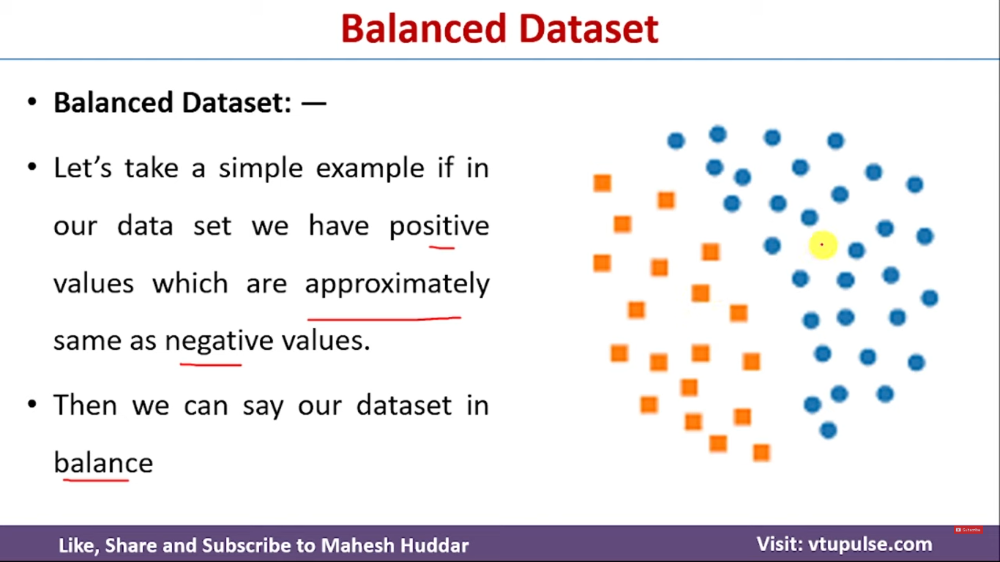 Balanced Dataset
• Balanced Dataset: —
• Let's take a simple example if in
our data set we have positive
values which are approximately
same as negative values.
• Then we can say our dataset in
balance
Subscribe
Like, Share and Subscribe to Mahesh Huddar
Visit: vtupulse.com